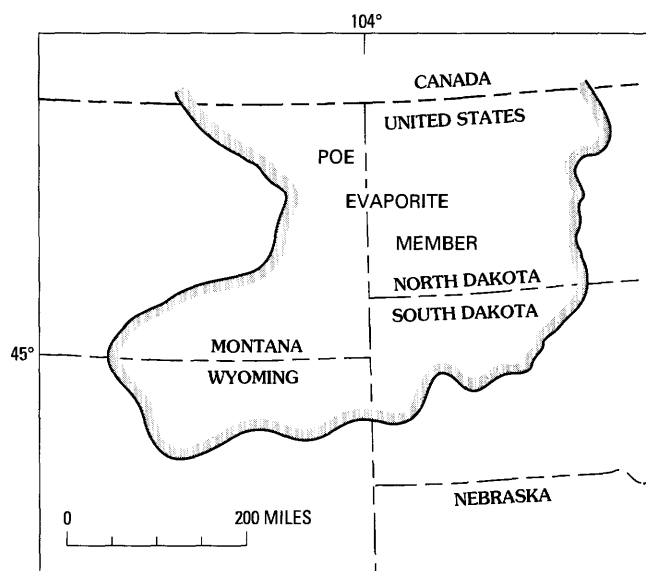 104°
CANADA
UNITED STATES
POE
EVAPORITE
MEMBER
NORTH DAKOTA
SOUTH DAKOTA
45°
MONTANA
WYOMING
NEBRASKA
0 200 MILES